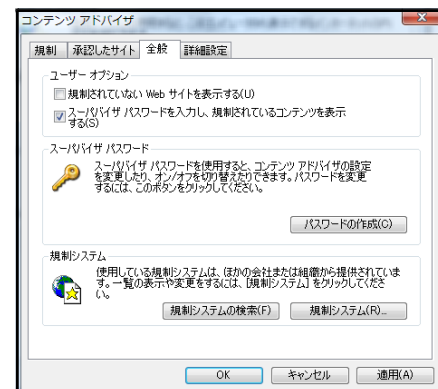 コンテンツ アドバイザ
規制 承認したサイト 全般 詳細設定
ユーザー オプション
規制されていない Web サイトを表示する(U)
スーパバイザ パスワードを入力し、規制されているコンテンツを表示
する(S)
スーパバイザ パスワード
スーパバイザ パスワードを使用すると、コンテンツ アドバイザの設定
を変更したり、オン/オフを切り替えたりできます。パスワードを変更
するには、このボタンをクリックしてください。
パスワードの作成(C)
規制システム
使用している規制システムは、ほかの会社または組織から提供されていま
す。一覧の表示や変更をするには、[規制システム] をクリックしてくださ
い。
規制システムの検索(F) 規制システム(R)...
OK キャンセル 適用(A)